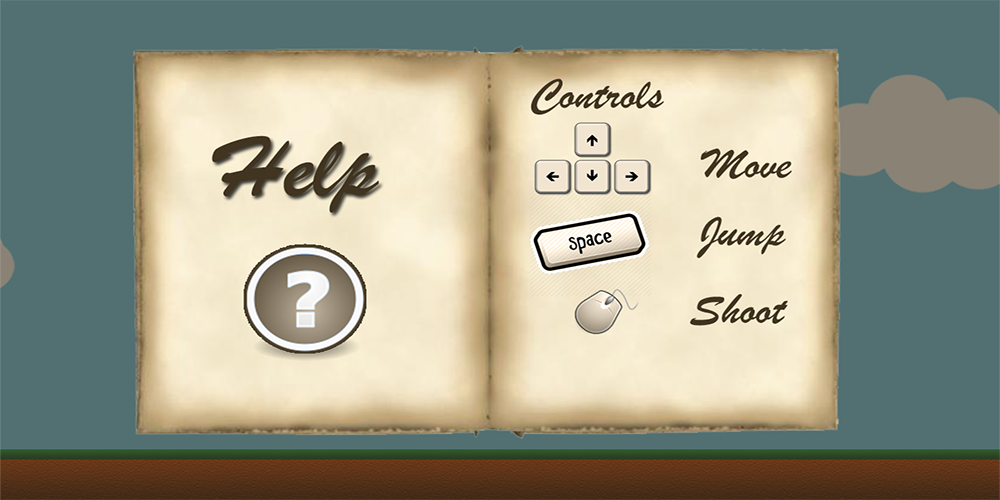 Help
?
Controls
↑
← ↓ →
Move
Space
Jump
Shoot